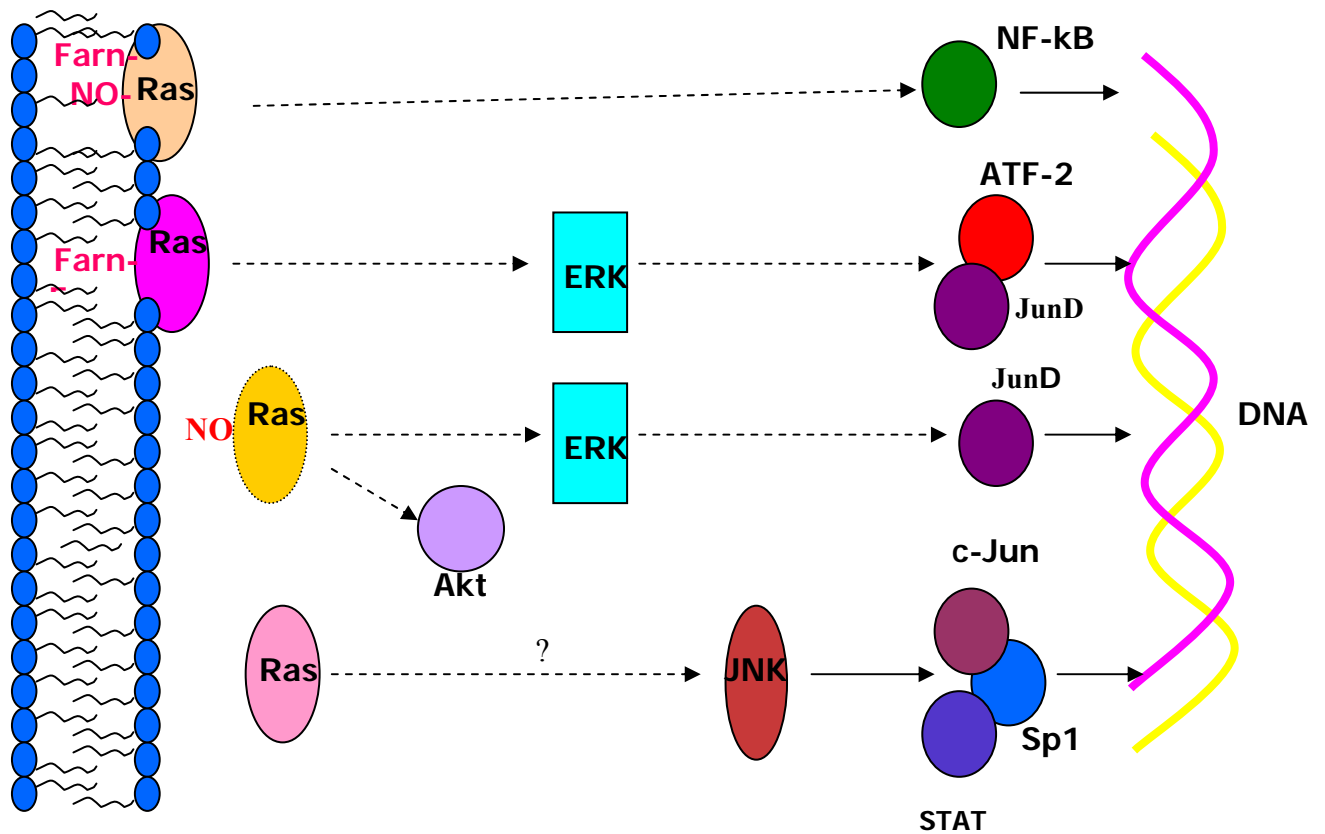 NF-kB
Farn-
NO-
Ras
ATF-2
Ras
Farn-
-
ERK
JunD
JunD
DNA
NO
Ras
ERK
Akt
c-Jun
?
Ras
JNK
Sp1
STAT